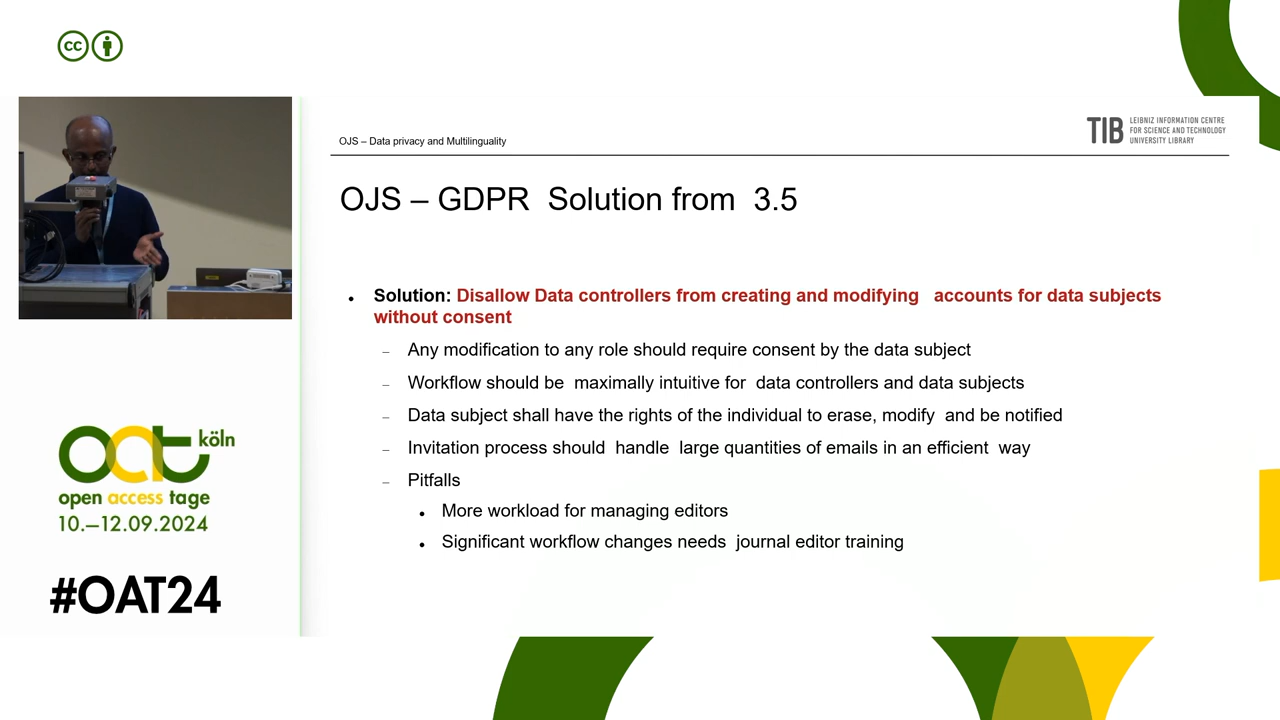 cc
OJS – Data privacy and Multilinguality
TIB LEIBNIZ INFORMATION CENTRE
FOR SCIENCE AND TECHNOLOGY
UNIVERSITY LIBRARY
OJS – GDPR Solution from 3.5
• Solution: Disallow Data controllers from creating and modifying accounts for data subjects
without consent
– Any modification to any role should require consent by the data subject
– Workflow should be maximally intuitive for data controllers and data subjects
– Data subject shall have the rights of the individual to erase, modify and be notified
– Invitation process should handle large quantities of emails in an efficient way
– Pitfalls
• More workload for managing editors
• Significant workflow changes needs journal editor training
oat köln
open access tage
10.–12.09.2024
#OAT24